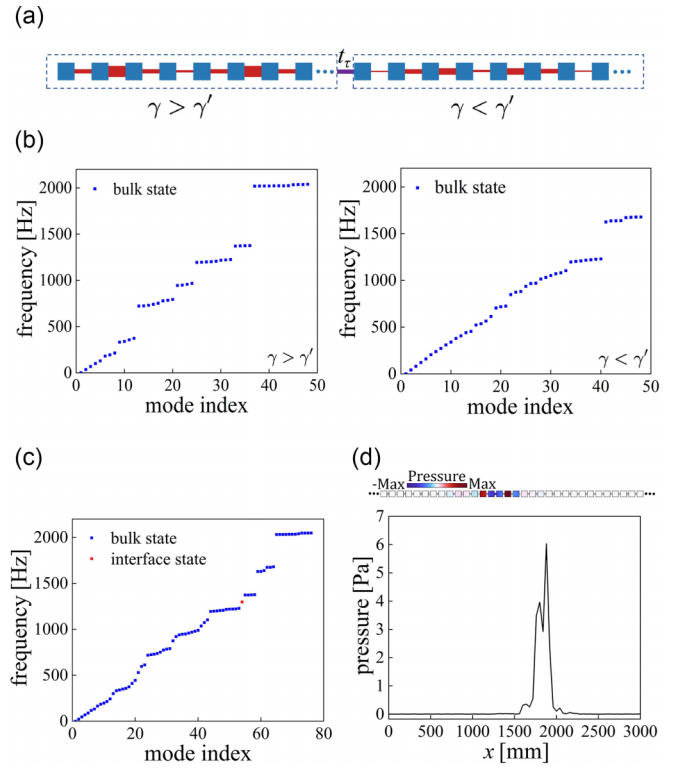 (a)
t_τ
γ > γ′
γ < γ′
(b)
2000
1500
1000
500
0
frequency [Hz]
bulk state
γ > γ′
0 10 20 30 40 50
mode index
2000
1500
1000
500
0
frequency [Hz]
bulk state
γ < γ′
0 10 20 30 40 50
mode index
(c)
2000
1500
1000
500
0
frequency [Hz]
bulk state
interface state
0 20 40 60 80
mode index
(d)
Pressure
-Max Max
7
6
5
4
3
2
1
0
pressure [Pa]
0 500 1000 1500 2000 2500 3000
x [mm]